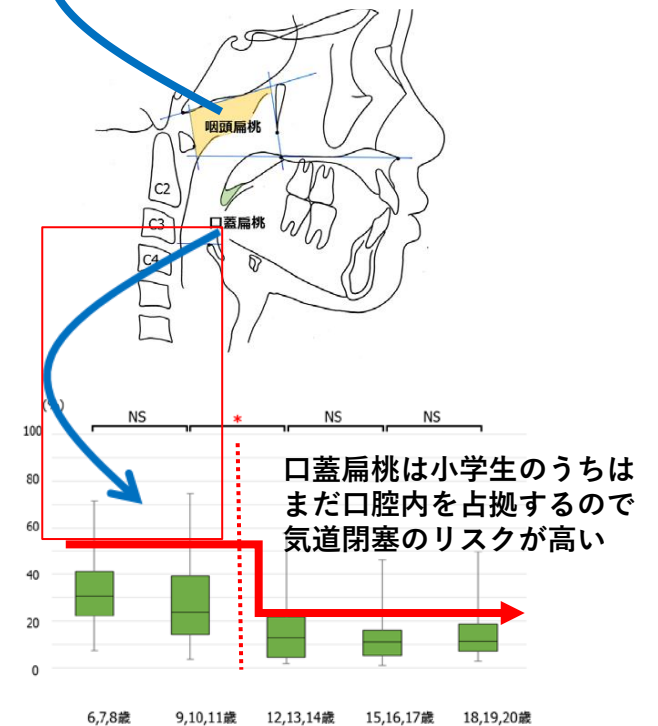 咽頭扁桃
C2
口蓋扁桃
C3
C4
(%)
NS
*
NS
NS
100
80
60
40
20
0
口蓋扁桃は小学生のうちは
まだ口腔内を占拠するので
気道閉塞のリスクが高い
6,7,8歳
9,10,11歳
12,13,14歳
15,16,17歳
18,19,20歳